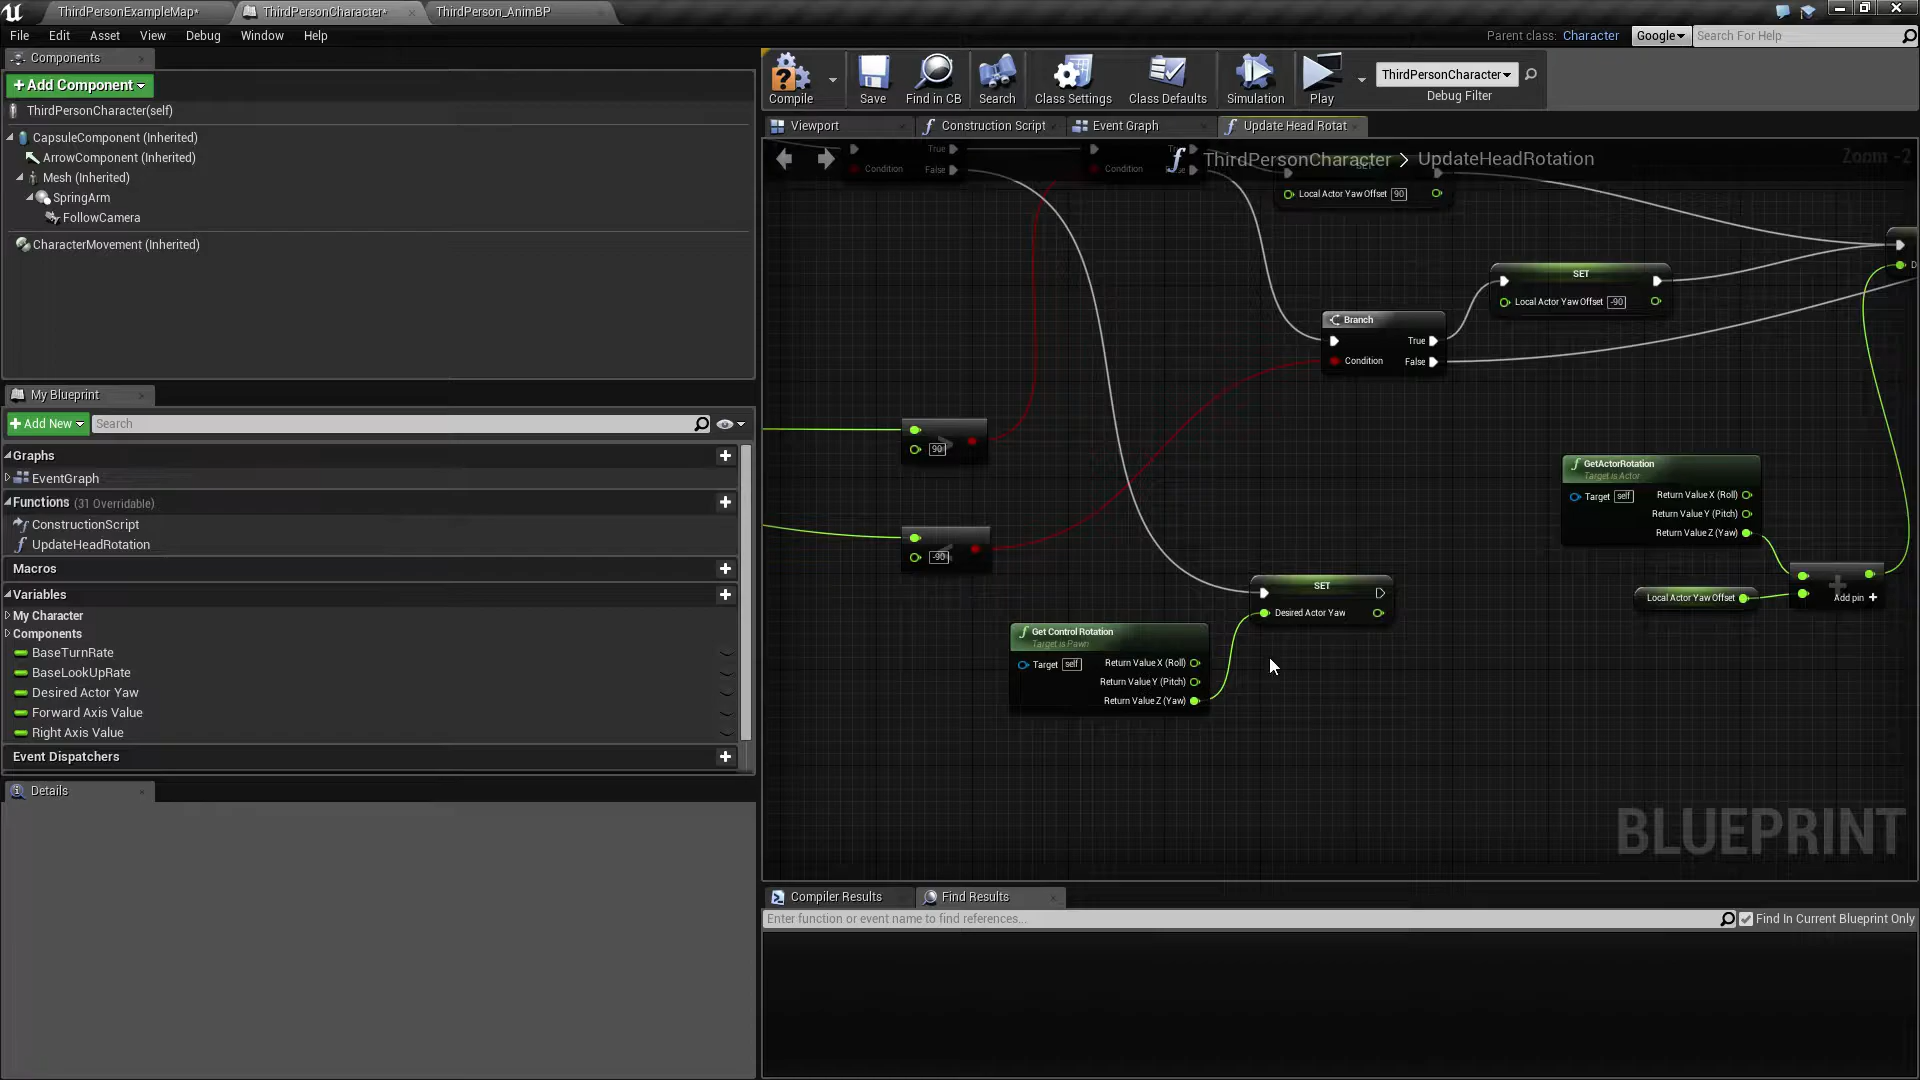 ThirdPersonExampleMap*
ThirdPersonCharacter*
ThirdPerson_AnimBP
File Edit Asset View Debug Window Help
Parent class: Character
Google
Search For Help
Components
+Add Component
ThirdPersonCharacter(self)
CapsuleComponent (Inherited)
ArrowComponent (Inherited)
Mesh (Inherited)
SpringArm
FollowCamera
CharacterMovement (Inherited)
My Blueprint
+Add New
Search
Graphs
EventGraph
Functions (31 Overridable)
ConstructionScript
UpdateHeadRotation
Macros
Variables
My Character
Components
BaseTurnRate
BaseLookUpRate
Desired Actor Yaw
Forward Axis Value
Right Axis Value
Event Dispatchers
Details
Compile
Save
Find in CB
Search
Class Settings
Class Defaults
Simulation
Play
ThirdPersonCharacter
Debug Filter
Viewport
Construction Script
Event Graph
Update Head Rotat
ThirdPersonCharacter > UpdateHeadRotation
Zoom -2
True
Condition False
Condition
SET
Local Actor Yaw Offset 90
SET
Local Actor Yaw Offset -90
D
Branch
True
Condition False
90
-90
GetActorRotation
Target is Actor
Target self
Return Value X (Roll)
Return Value Y (Pitch)
Return Value Z (Yaw)
Local Actor Yaw Offset
Add pin +
SET
Desired Actor Yaw
Get Control Rotation
Target is Pawn
Target self
Return Value X (Roll)
Return Value Y (Pitch)
Return Value Z (Yaw)
BLUEPRINT
Compiler Results
Find Results
Enter function or event name to find references...
Find In Current Blueprint Only